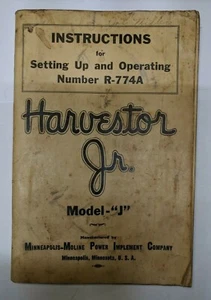 INSTRUCTIONS
for
Setting Up and Operating
Number R-774A
Harvestor
Jr.
Model-"J"
Manufactured by
MINNEAPOLIS-MOLINE POWER IMPLEMENT COMPANY
Minneapolis, Minnesota, U. S. A.